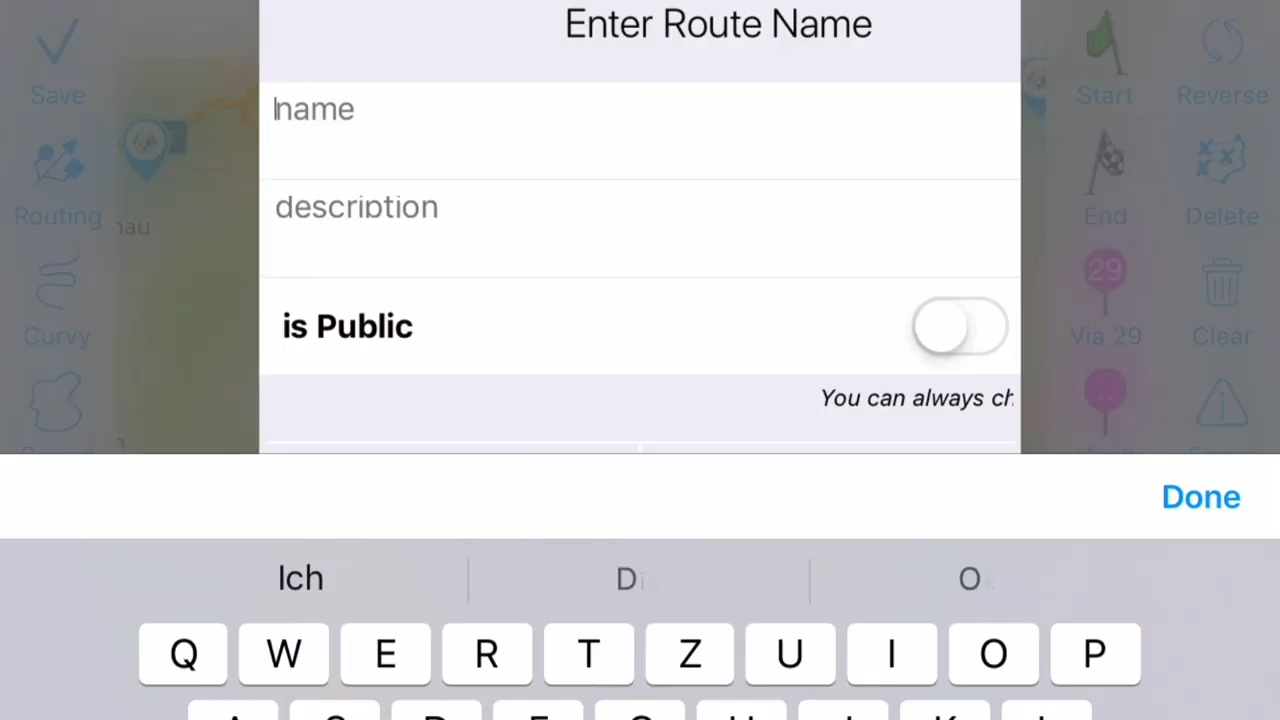 Enter Route Name
name
description
is Public
You can always
Save
Routing
Curvy
Start
Reverse
End
Delete
29
Via 29
Clear
Done
Ich
Q W E R T Z U I O P